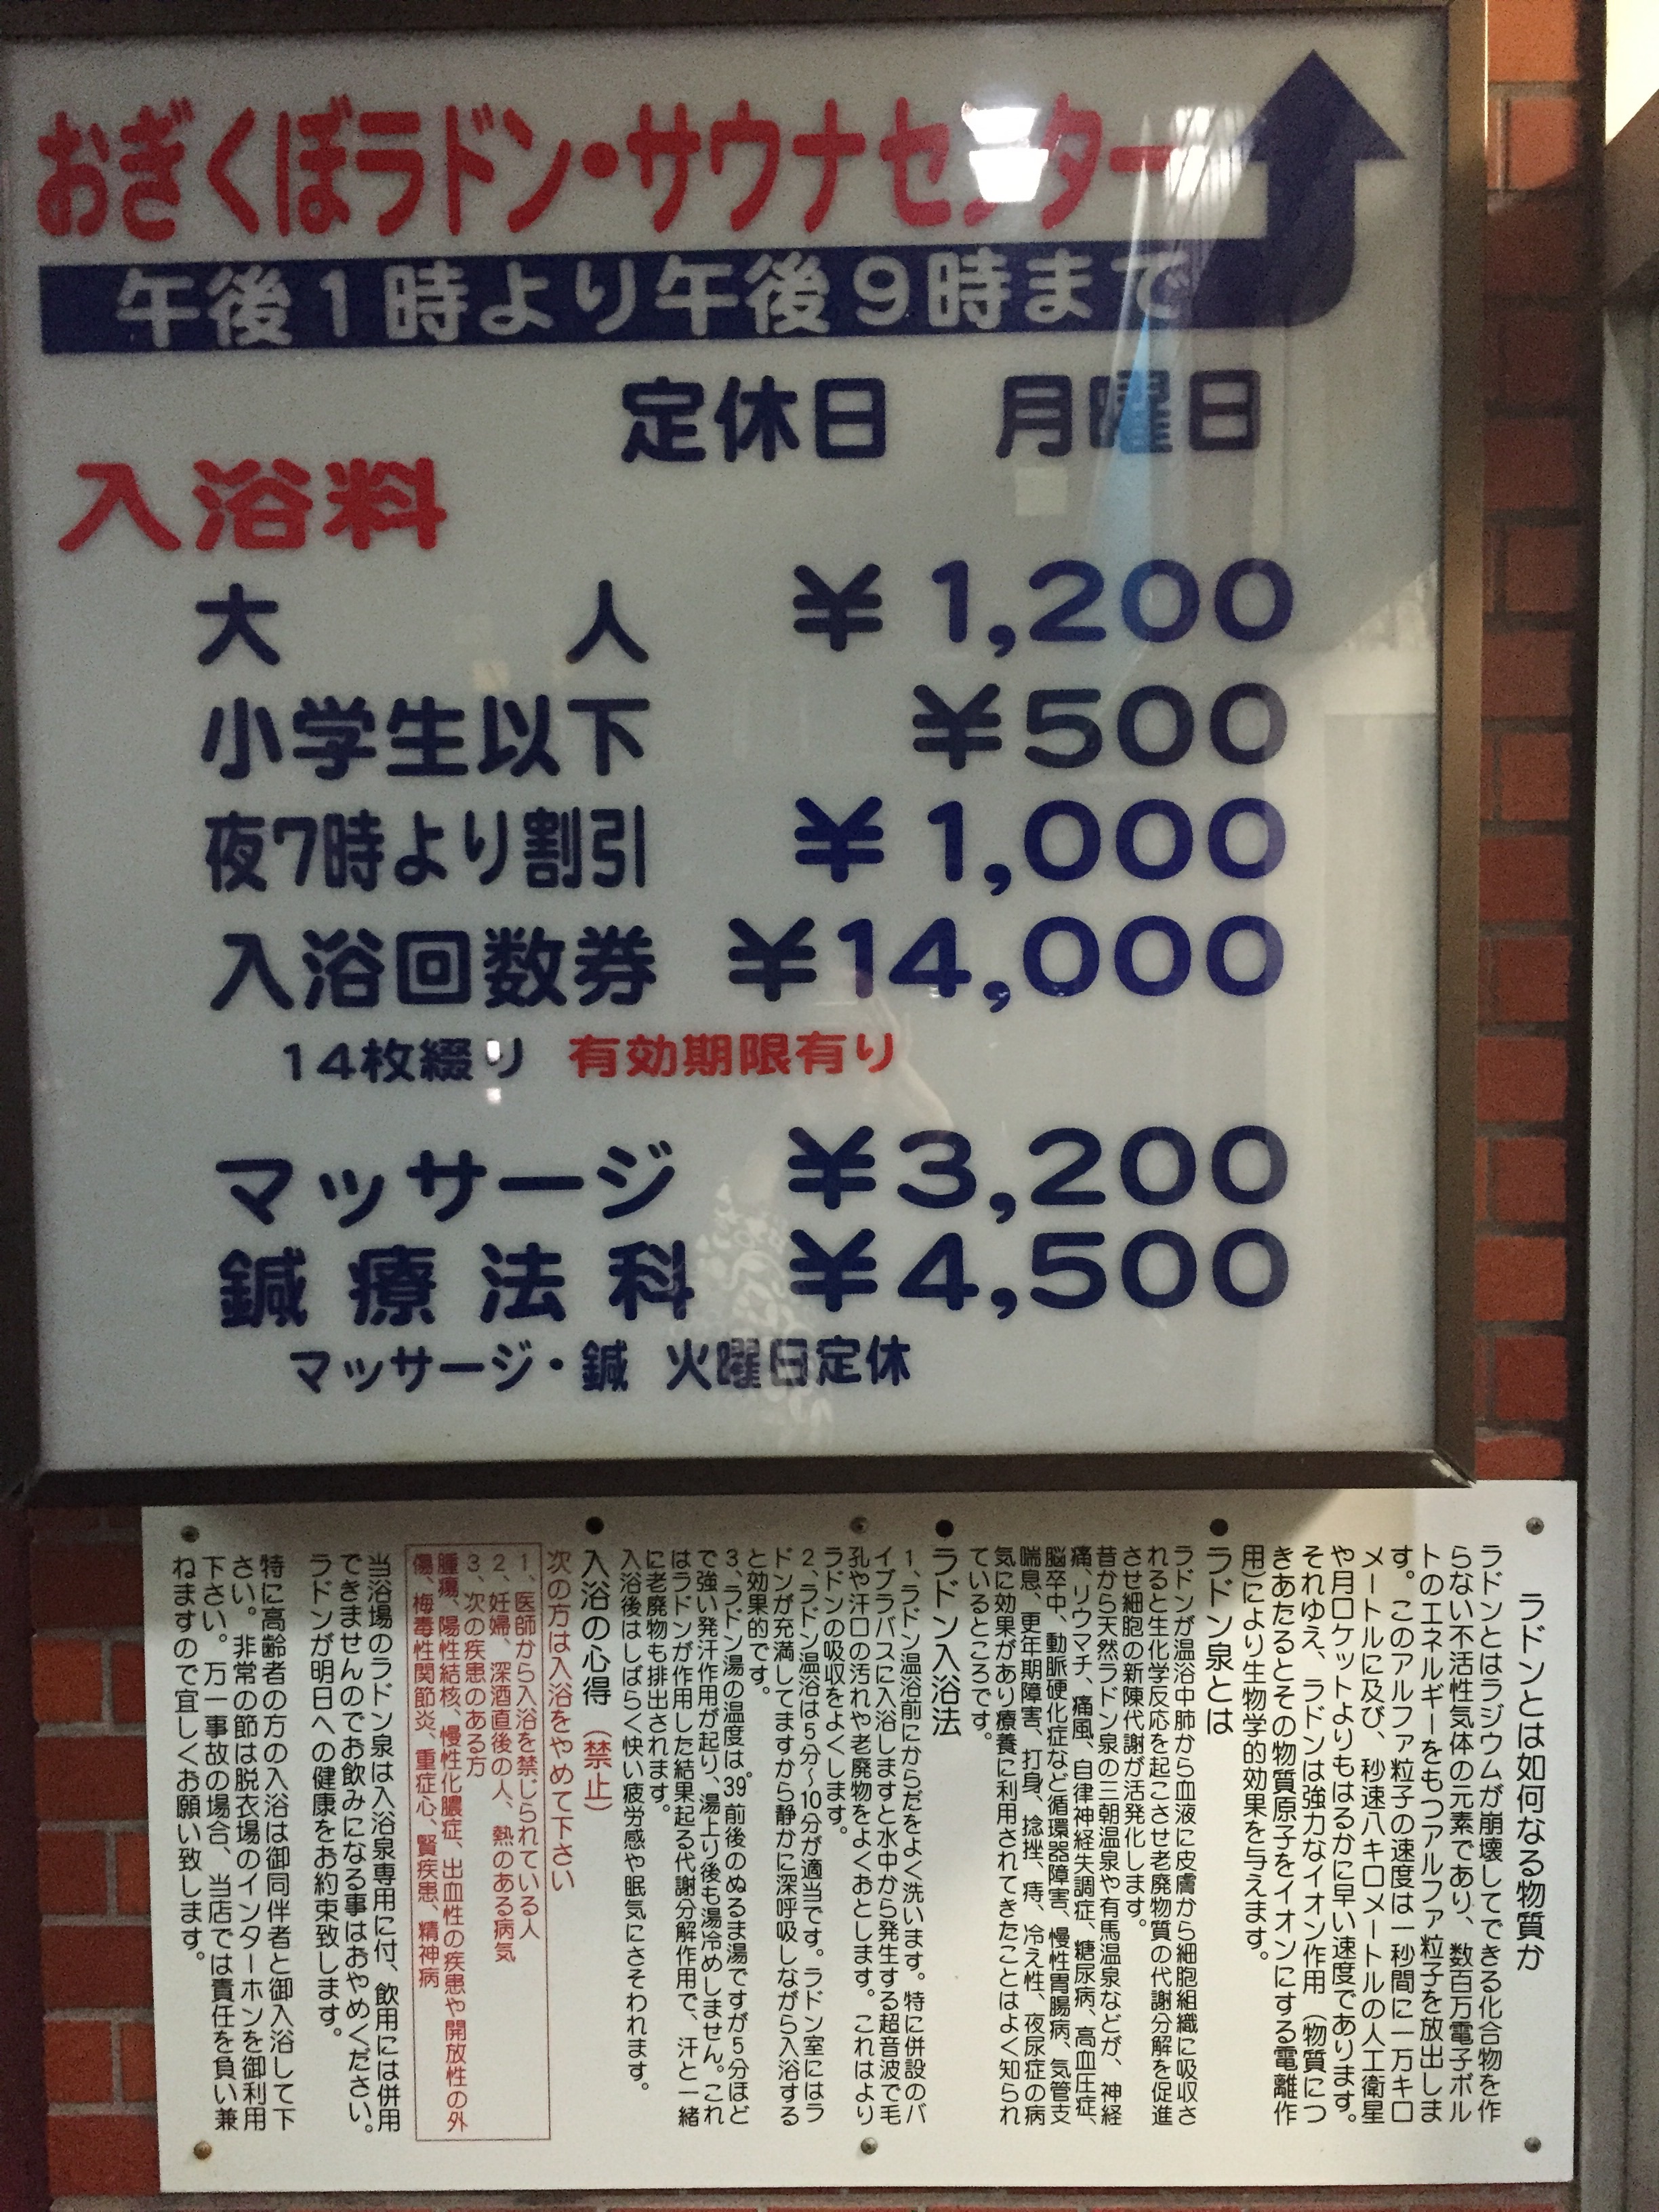 おぎくぼラドン・サウナセンター
午後1時より午後9時まで
定休日 月曜日
入浴料
大人 ¥1,200
小学生以下 ¥500
夜7時より割引 ¥1,000
入浴回数券 ¥14,000
14枚綴り 有効期限有り
マッサージ ¥3,200
鍼療法科 ¥4,500
マッサージ・鍼 火曜日定休
ラドンとは如何なる物質か
ラドンとはラジウムが崩壊してできる化合物を作
らない不活性気体の元素であり、数百万電子ボル
トのエネルギーをもつアルファ粒子を放出しま
す。このアルファ粒子の速度は一秒間に一万キロ
メートルに及び、秒速八キロメートルの人工衛星
や月ロケットよりもはるかに早い速度であります。
それゆえ、ラドンは強力なイオン作用（物質につ
きあたるとその物質原子をイオンにする電離作
用）により生物学的効果を与えます。
●ラドン泉とは
ラドンが温浴中肺から血液に皮膚から細胞組織に吸収さ
れると生化学反応を起こさせ老廃物質の代謝分解を促進
させ細胞の新陳代謝が活発化します。
昔から天然ラドン泉の三朝温泉や有馬温泉などが、神経
痛、リウマチ、痛風、自律神経失調症、糖尿病、高血圧症、
脳卒中、動脈硬化症など循環器障害、慢性胃腸病、気管支
喘息、更年期障害、打身、捻挫、痔、冷え性、夜尿症の病
気に効果があり療養に利用されてきたことはよく知られ
ているところです。
●ラドン入浴法
1、ラドン温浴前にからだをよく洗います。特に併設のバ
イブラバスに入浴しますと水中から発生する超音波で毛
孔や汗口の汚れや老廃物をよくおとします。これはより
ラドンの吸収をよくします。
2、ラドン温浴は5分～10分が適当です。ラドン室にはラ
ドンが充満してますから静かに深呼吸しながら入浴する
と効果的です。
3、ラドン湯の温度は39°前後のぬるま湯ですが5分ほど
で強い発汗作用が起り、湯上り後も湯冷めしません。これ
はラドンが作用した結果起る代謝分解作用で、汗と一緒
に老廃物も排出されます。
入浴後はしばらく快い疲労感や眠気にさそわれます。
●入浴の心得（禁止）
次の方は入浴をやめて下さい
1、医師から入浴を禁じられている人
2、妊婦、深酒直後の人、熱のある病気
3、次の疾患のある方
腫瘍、陽性結核、慢性化膿症、出血性の疾患や開放性の外
傷、梅毒性関節炎、重症心、賢疾患、精神病
当浴場のラドン泉は入浴泉専用に付、飲用には併用
できませんのでお飲みになる事はおやめください。
ラドンが明日への健康をお約束致します。
特に高齢者の方の入浴は御同伴者と御入浴して下
さい。非常の節は脱衣場のインターホンを御利用
下さい。万一事故の場合、当店では責任を負い兼
ねますので宜しくお願い致します。